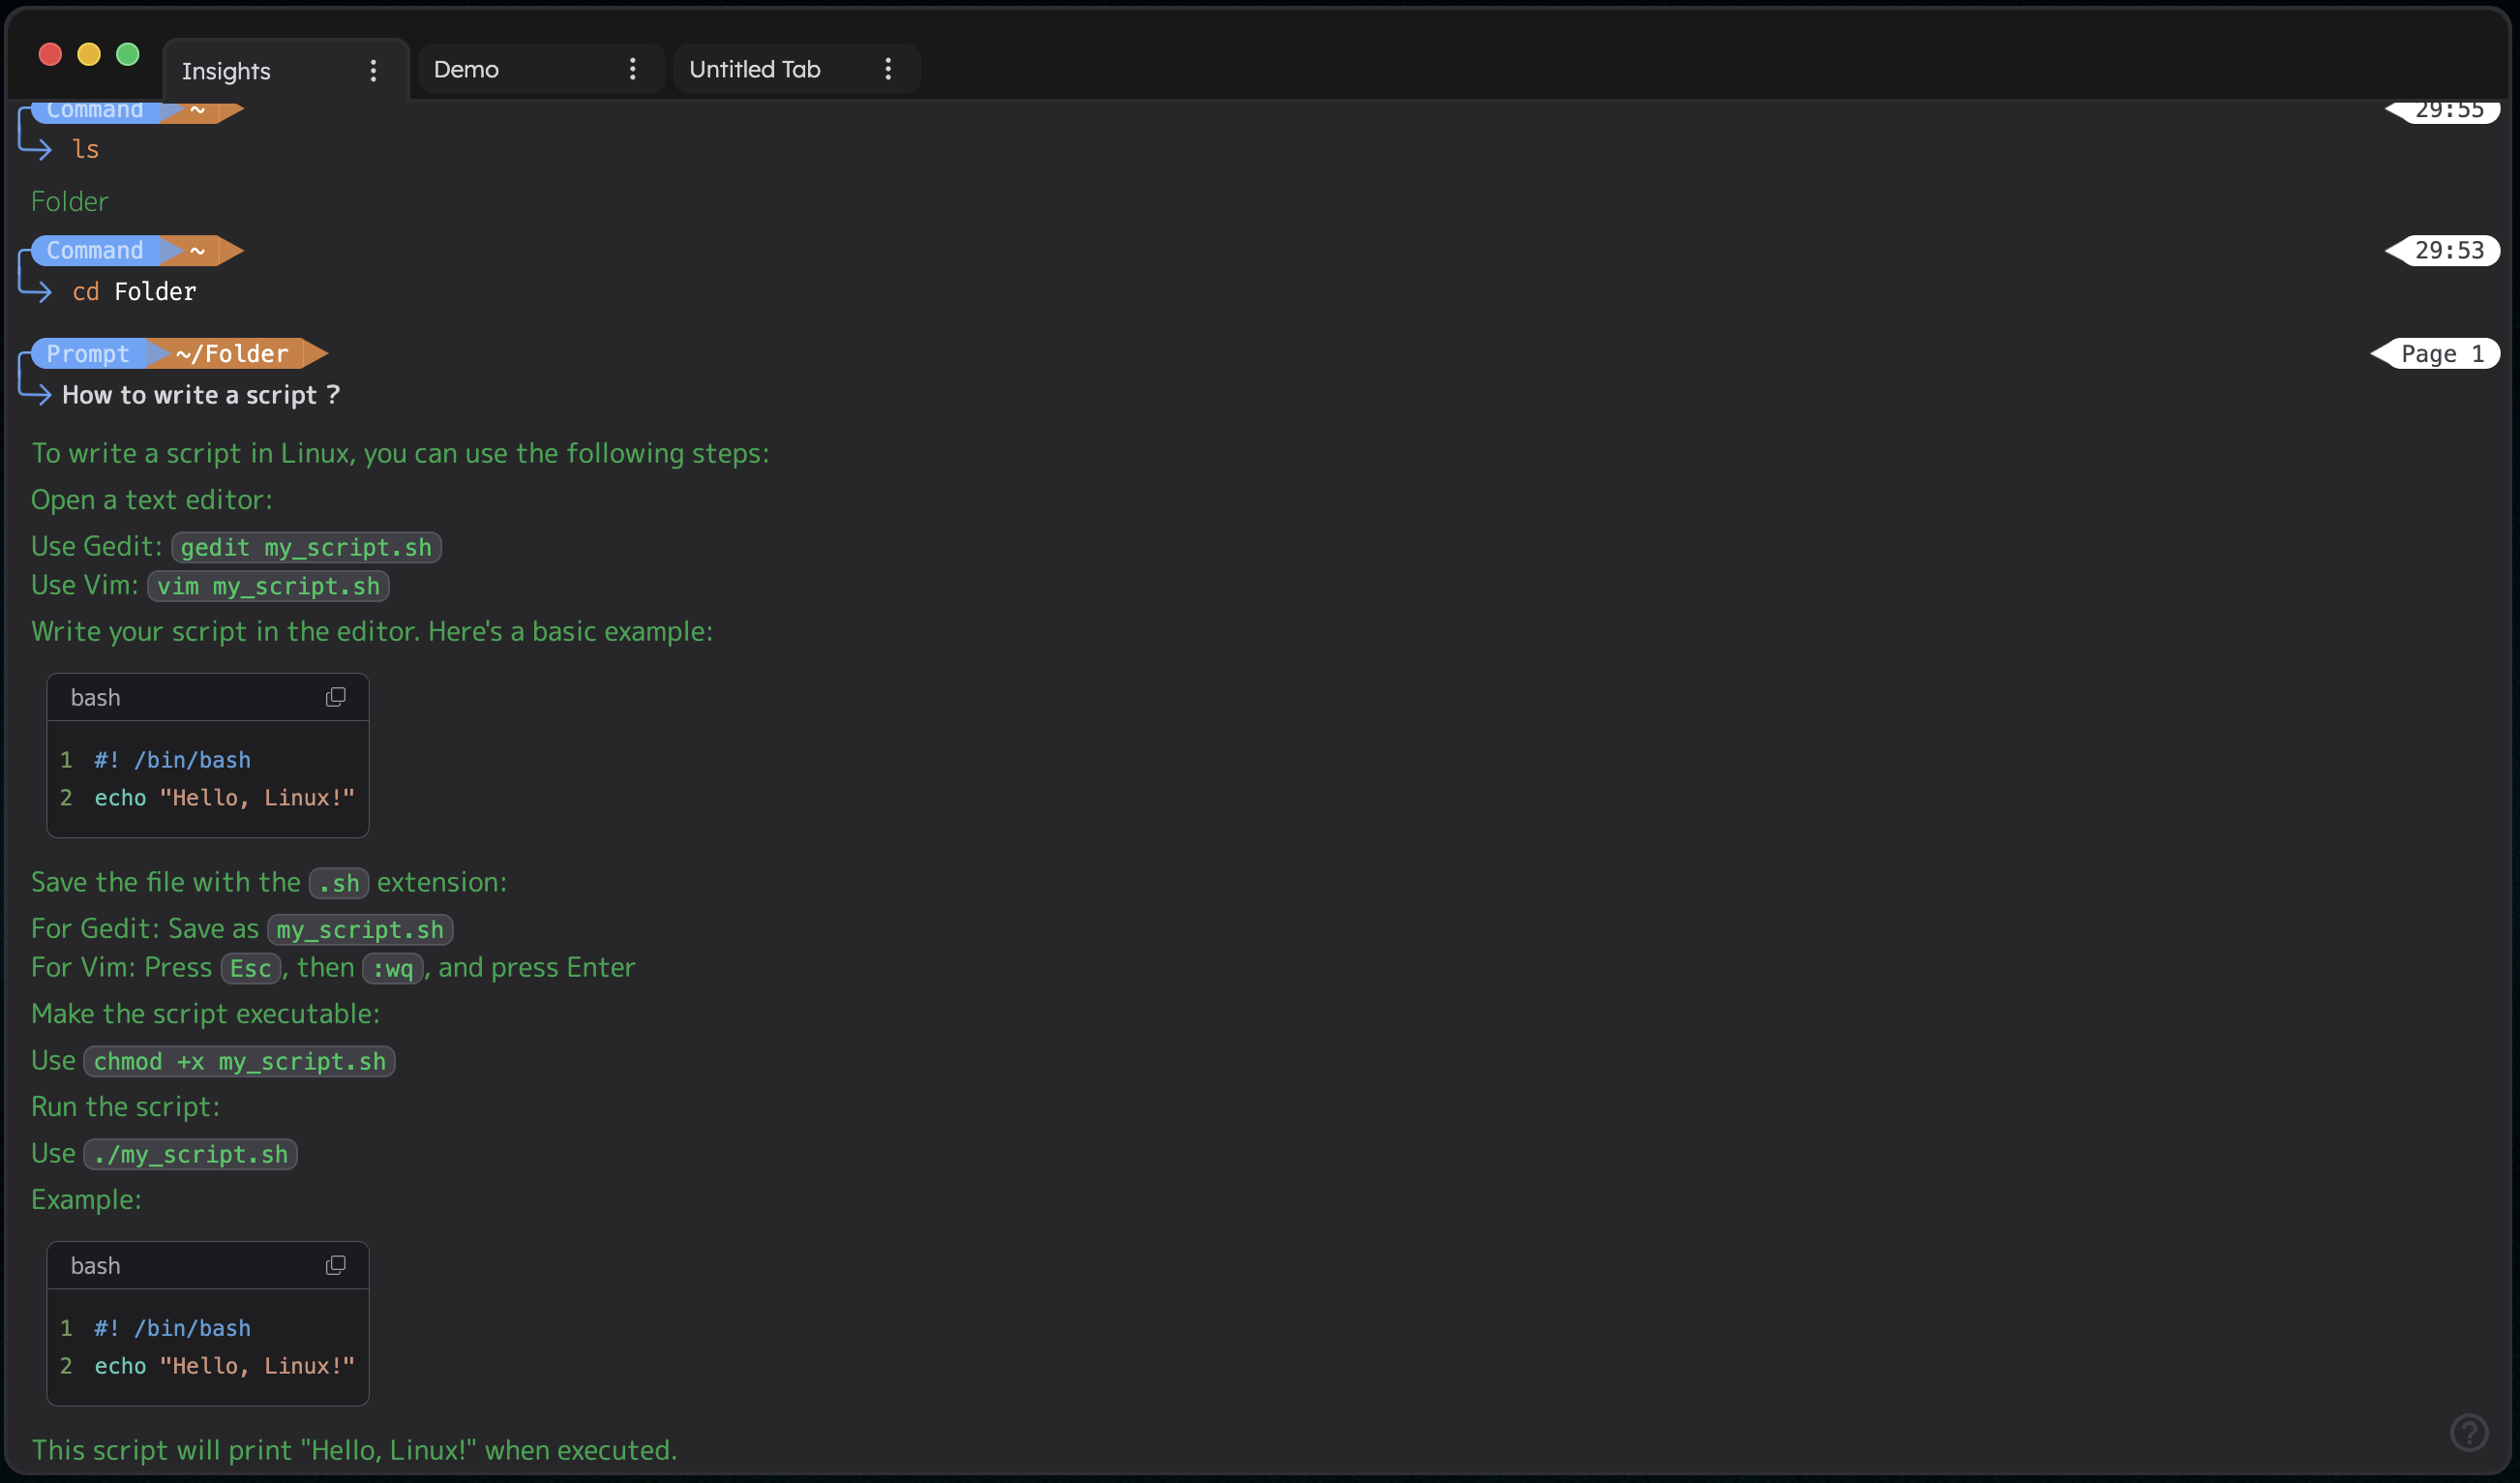 Insights
Demo
Untitled Tab
Command ~ 29:55
ls
Folder
Command ~ 29:53
cd Folder
Prompt ~/Folder Page 1
How to write a script ?
To write a script in Linux, you can use the following steps:
Open a text editor:
Use Gedit: gedit my_script.sh
Use Vim: vim my_script.sh
Write your script in the editor. Here's a basic example:
bash
1 #! /bin/bash
2 echo "Hello, Linux!"
Save the file with the .sh extension:
For Gedit: Save as my_script.sh
For Vim: Press Esc, then :wq, and press Enter
Make the script executable:
Use chmod +x my_script.sh
Run the script:
Use ./my_script.sh
Example:
bash
1 #! /bin/bash
2 echo "Hello, Linux!"
This script will print "Hello, Linux!" when executed.
?